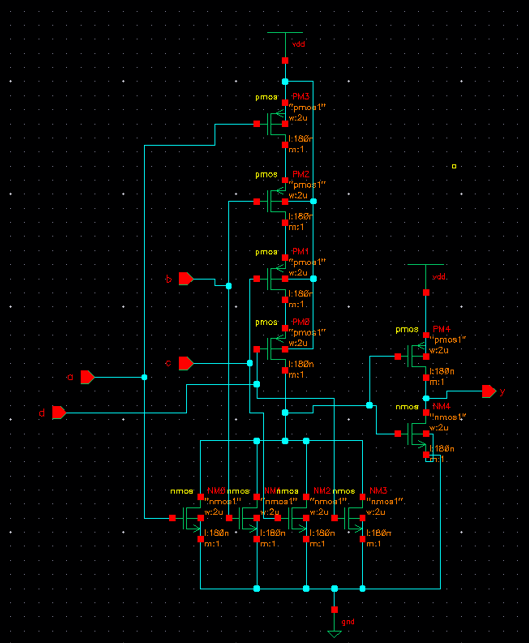 vdd
pmos PM3
"pmos1"
w:2u
l:180n
m:1
pmos PM2
"pmos1"
w:2u
l:180n
m:1
pmos PM1
"pmos1"
w:2u
l:180n
m:1
pmos PM0
"pmos1"
w:2u
l:180n
m:1
b
c
a
d
vdd
pmos PM4
"pmos1"
w:2u
l:180n
m:1
y
nmos NM4
"nmos1"
w:2u
l:180n
m:1
nmos NM0
"nmos1"
w:2u
l:180n
m:1
nmos
w:2u
l:180n
m:1
nmos NM2
"nmos1"
w:2u
l:180n
m:1
nmos NM3
"nmos1"
w:2u
l:180n
m:1
gnd